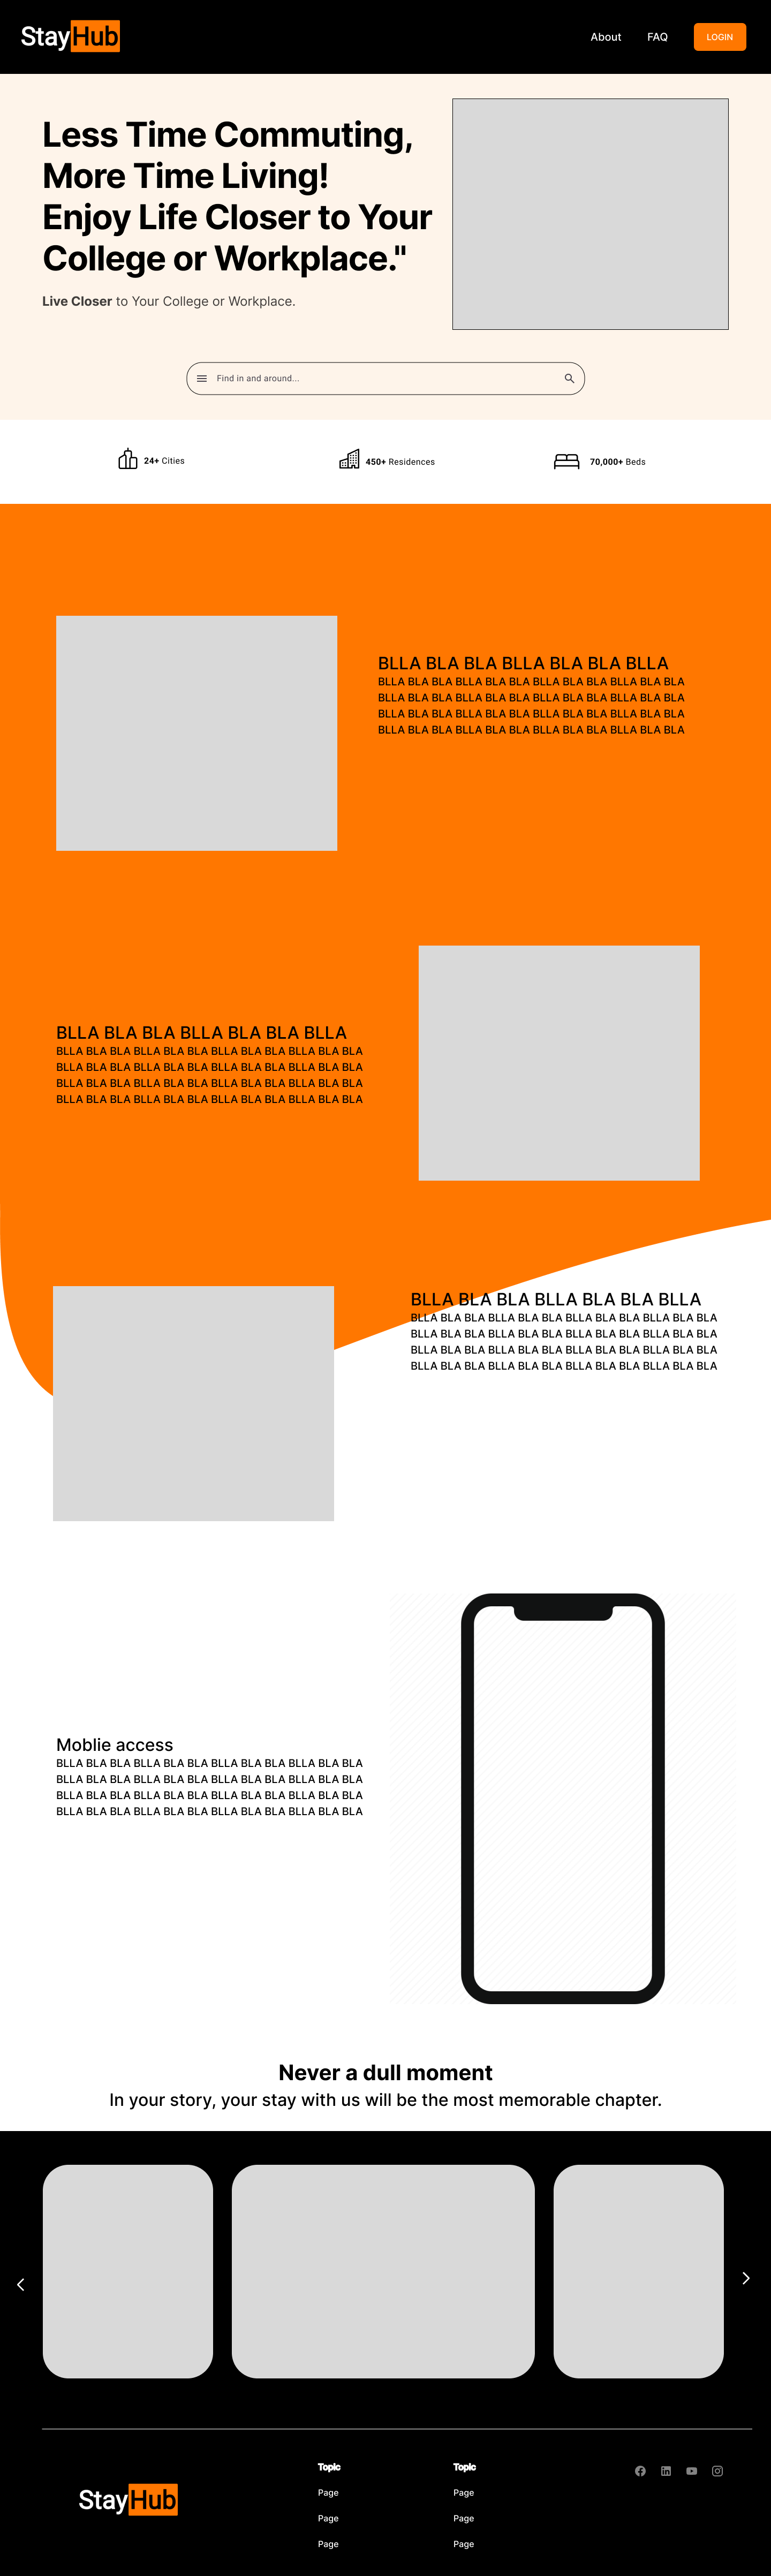 StayHub
About
FAQ
LOGIN
Less Time Commuting,
More Time Living!
Enjoy Life Closer to Your
College or Workplace."
Live Closer to Your College or Workplace.
Find in and around...
24+ Cities
450+ Residences
70,000+ Beds
BLLA BLA BLA BLLA BLA BLA BLLA
BLLA BLA BLA BLLA BLA BLA BLLA BLA BLA BLLA BLA BLA
BLLA BLA BLA BLLA BLA BLA BLLA BLA BLA BLLA BLA BLA
BLLA BLA BLA BLLA BLA BLA BLLA BLA BLA BLLA BLA BLA
BLLA BLA BLA BLLA BLA BLA BLLA BLA BLA BLLA BLA BLA
BLLA BLA BLA BLLA BLA BLA BLLA
BLLA BLA BLA BLLA BLA BLA BLLA BLA BLA BLLA BLA BLA
BLLA BLA BLA BLLA BLA BLA BLLA BLA BLA BLLA BLA BLA
BLLA BLA BLA BLLA BLA BLA BLLA BLA BLA BLLA BLA BLA
BLLA BLA BLA BLLA BLA BLA BLLA BLA BLA BLLA BLA BLA
BLLA BLA BLA BLLA BLA BLA BLLA
BLLA BLA BLA BLLA BLA BLA BLLA BLA BLA BLLA BLA BLA
BLLA BLA BLA BLLA BLA BLA BLLA BLA BLA BLLA BLA BLA
BLLA BLA BLA BLLA BLA BLA BLLA BLA BLA BLLA BLA BLA
BLLA BLA BLA BLLA BLA BLA BLLA BLA BLA BLLA BLA BLA
Moblie access
BLLA BLA BLA BLLA BLA BLA BLLA BLA BLA BLLA BLA BLA
BLLA BLA BLA BLLA BLA BLA BLLA BLA BLA BLLA BLA BLA
BLLA BLA BLA BLLA BLA BLA BLLA BLA BLA BLLA BLA BLA
BLLA BLA BLA BLLA BLA BLA BLLA BLA BLA BLLA BLA BLA
Never a dull moment
In your story, your stay with us will be the most memorable chapter.
StayHub
Topic
Page
Page
Page
Topic
Page
Page
Page